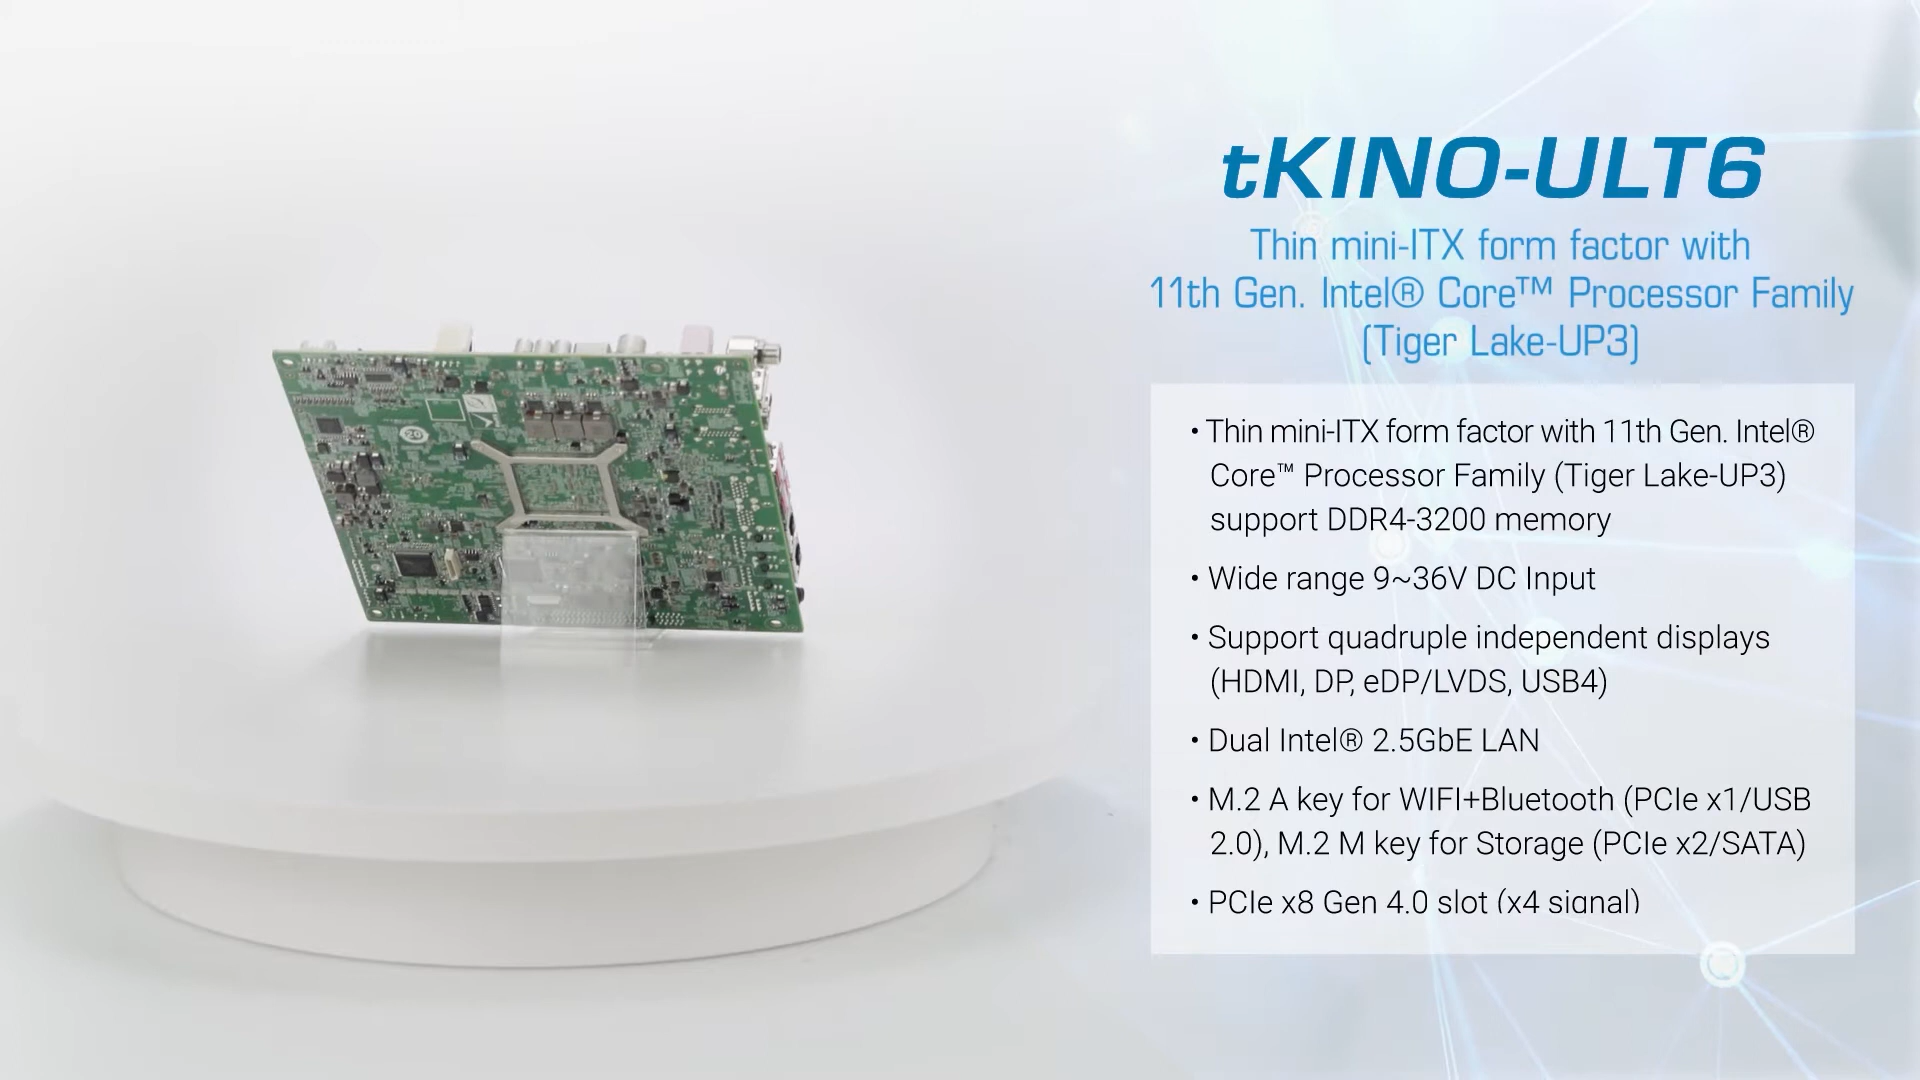 tKINO-ULT6
Thin mini-ITX form factor with
11th Gen. Intel® Core™ Processor Family
(Tiger Lake-UP3)
• Thin mini-ITX form factor with 11th Gen. Intel®
Core™ Processor Family (Tiger Lake-UP3)
support DDR4-3200 memory
• Wide range 9~36V DC Input
• Support quadruple independent displays
(HDMI, DP, eDP/LVDS, USB4)
• Dual Intel® 2.5GbE LAN
• M.2 A key for WIFI+Bluetooth (PCIe x1/USB
2.0), M.2 M key for Storage (PCIe x2/SATA)
• PCIe x8 Gen 4.0 slot (x4 signal)